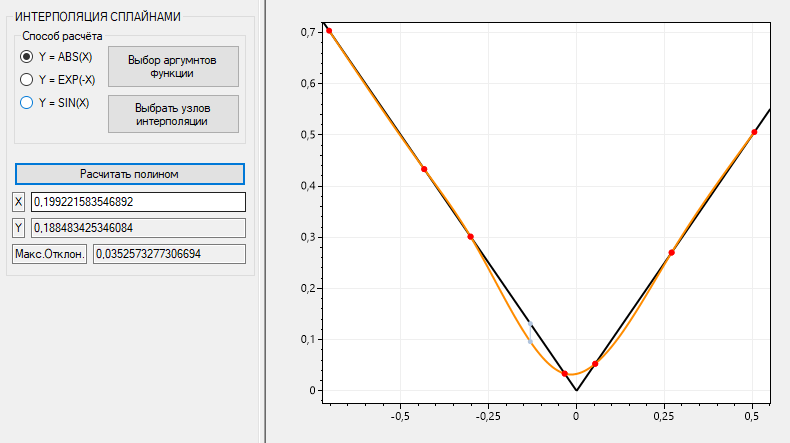 ИНТЕРПОЛЯЦИЯ СПЛАЙНАМИ
Способ расчёта
Y = ABS(X)
Y = EXP(-X)
Y = SIN(X)
Выбор аргумнтов
функции
Выбрать узлов
интерполяции
Расчитать полином
X 0,199221583546892
Y 0,188483425346084
Макс.Отклон. 0,0352573277306694
0,7
0,6
0,5
0,4
0,3
0,2
0,1
0
-0,5 -0,25 0 0,25 0,5